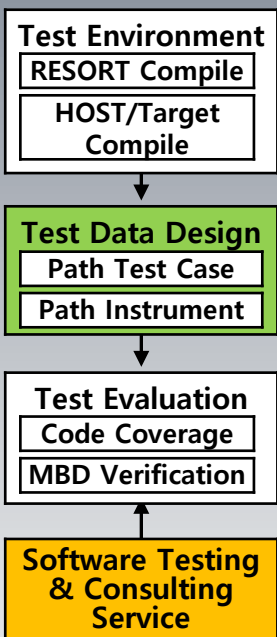 Test Environment
RESORT Compile
HOST/Target
Compile
Test Data Design
Path Test Case
Path Instrument
Test Evaluation
Code Coverage
MBD Verification
Software Testing
& Consulting
Service